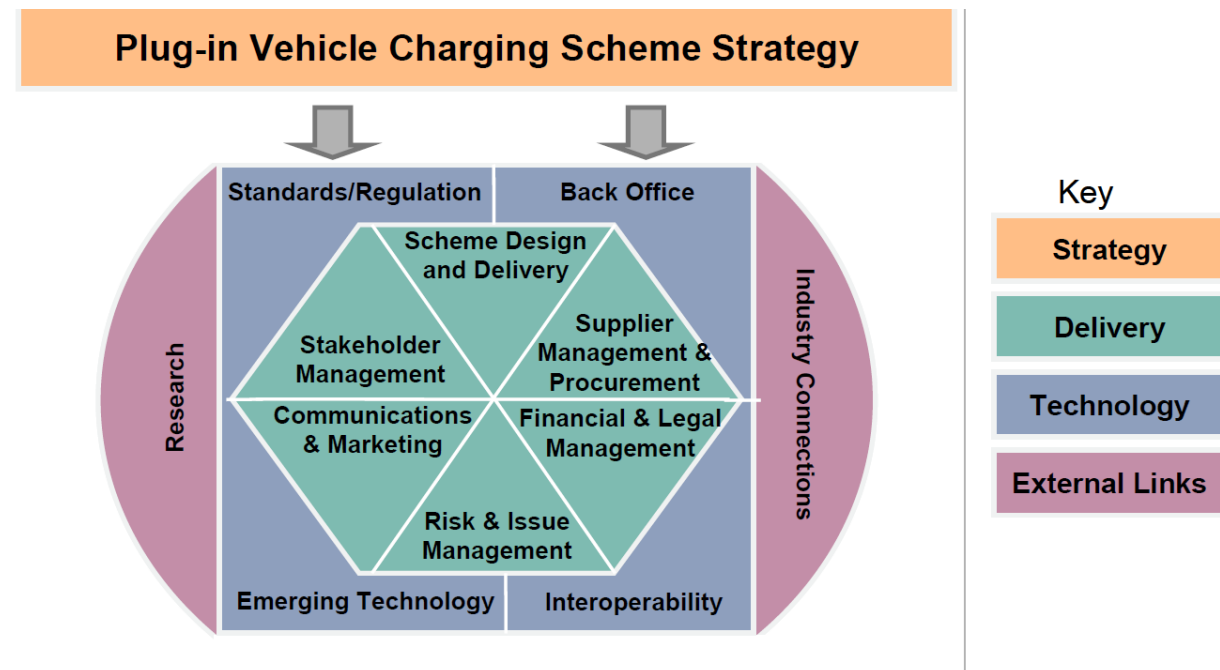 Plug-in Vehicle Charging Scheme Strategy
Standards/Regulation
Back Office
Scheme Design
and Delivery
Stakeholder
Management
Supplier
Management &
Procurement
Research
Industry Connections
Communications
& Marketing
Financial & Legal
Management
Risk & Issue
Management
Emerging Technology
Interoperability
Key
Strategy
Delivery
Technology
External Links